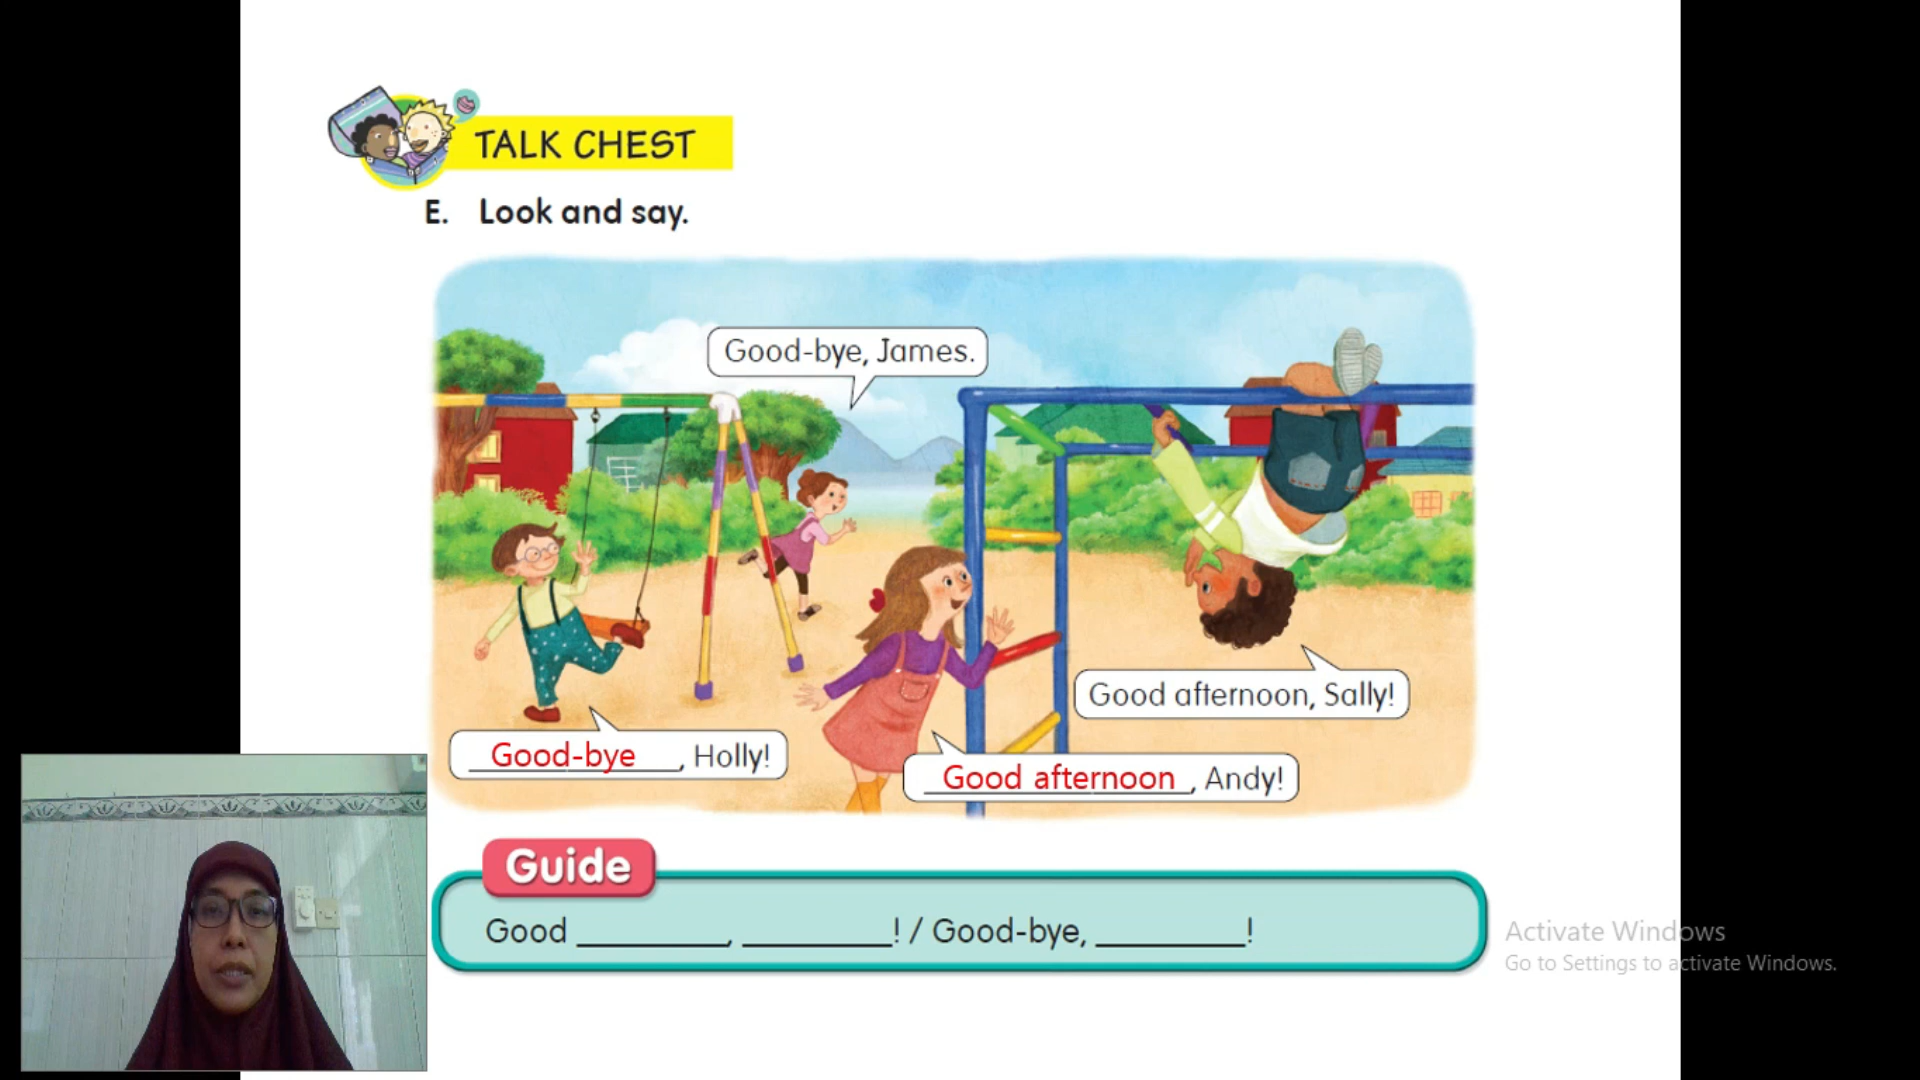 TALK CHEST
E. Look and say.
Good-bye, James.
Good afternoon, Sally!
Good-bye, Holly!
Good afternoon, Andy!
Guide
Good ________, ________! / Good-bye, ________!
Activate Windows
Go to Settings to activate Windows.